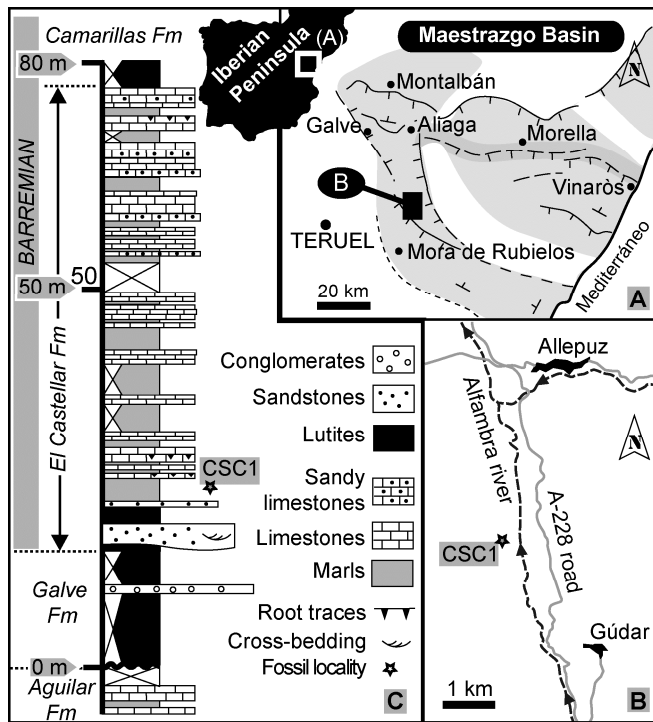 Camarillas Fm
80 m
BARREMIAN
El Castellar Fm
50 m
50
CSC1
Galve
Fm
0 m
Aguilar
Fm
Conglomerates
Sandstones
Lutites
Sandy
limestones
Limestones
Marls
Root traces
Cross-bedding
Fossil locality
C
Iberian
Peninsula
(A)
Maestrazgo Basin
N
Montalbán
Galve
Aliaga
Morella
Vinaròs
B
TERUEL
Mora de Rubielos
Mediterráneo
20 km
A
Allepuz
Alfambra river
N
A-228 road
CSC1
Gúdar
1 km
B